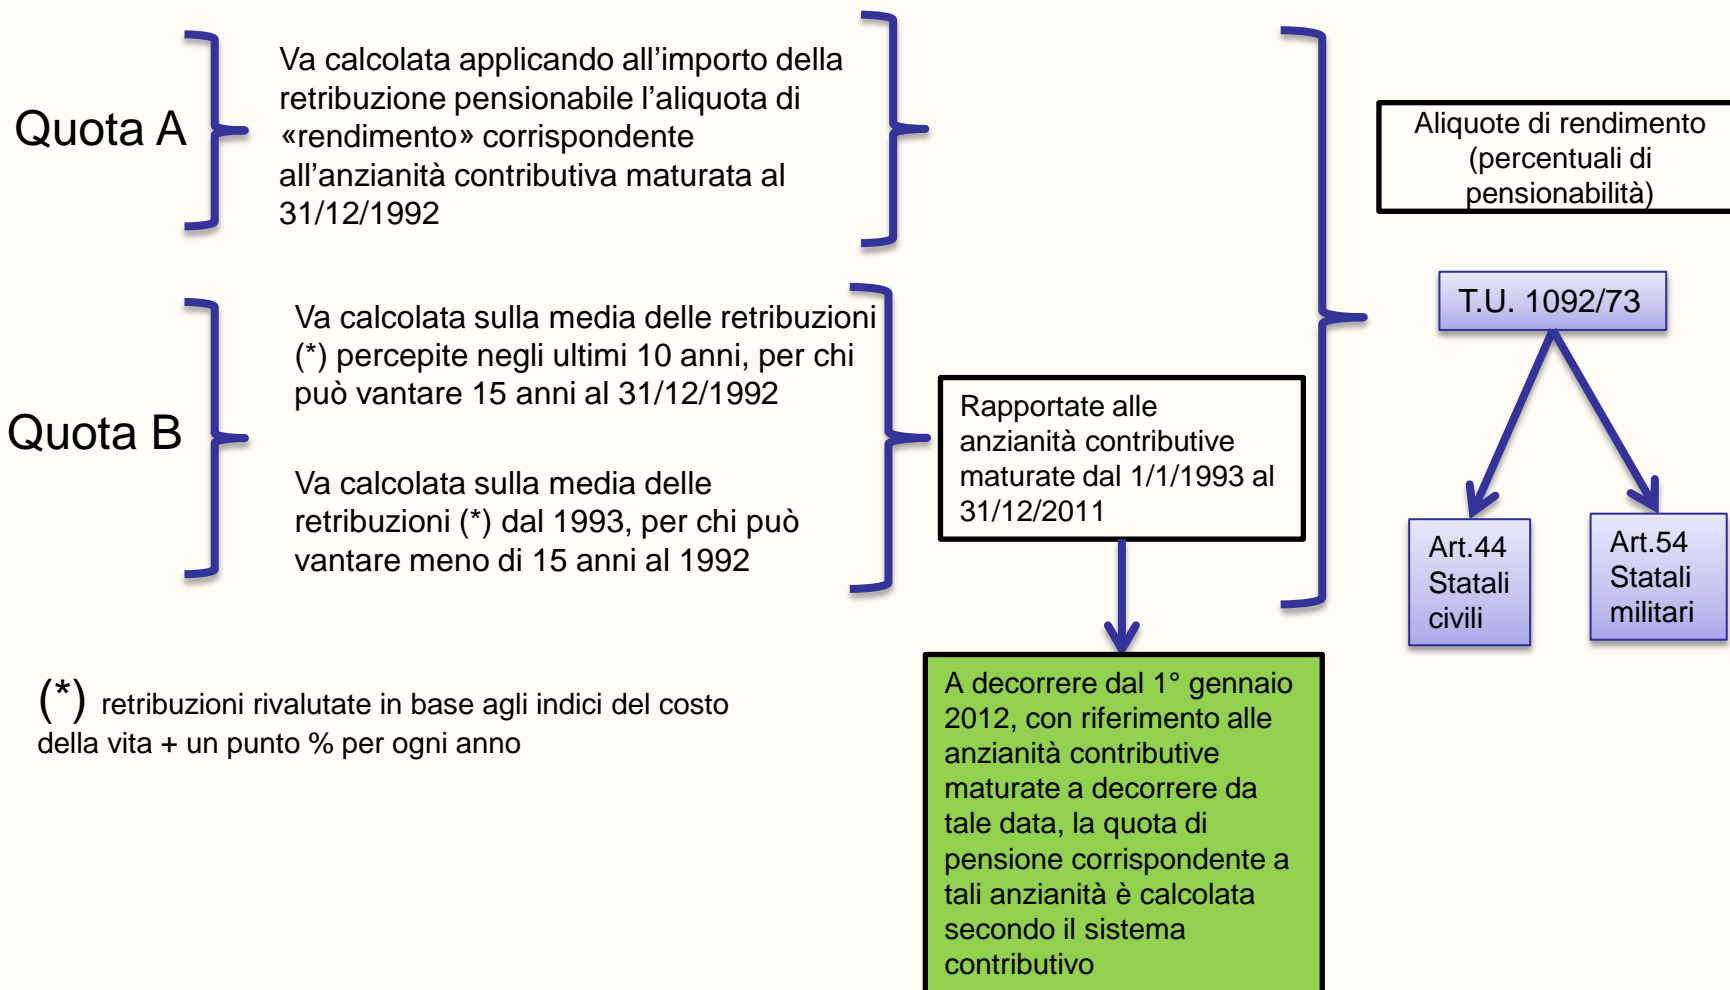 Quota A
Va calcolata applicando all’importo della
retribuzione pensionabile l’aliquota di
«rendimento» corrispondente
all’anzianità contributiva maturata al
31/12/1992
Quota B
Va calcolata sulla media delle retribuzioni
(*) percepite negli ultimi 10 anni, per chi
può vantare 15 anni al 31/12/1992
Va calcolata sulla media delle
retribuzioni (*) dal 1993, per chi può
vantare meno di 15 anni al 1992
Rapportate alle
anzianità contributive
maturate dal 1/1/1993 al
31/12/2011
A decorrere dal 1° gennaio
2012, con riferimento alle
anzianità contributive
maturate a decorrere da
tale data, la quota di
pensione corrispondente a
tali anzianità è calcolata
secondo il sistema
contributivo
Aliquote di rendimento
(percentuali di
pensionabilità)
T.U. 1092/73
Art.44
Statali
civili
Art.54
Statali
militari
(*) retribuzioni rivalutate in base agli indici del costo
della vita + un punto % per ogni anno